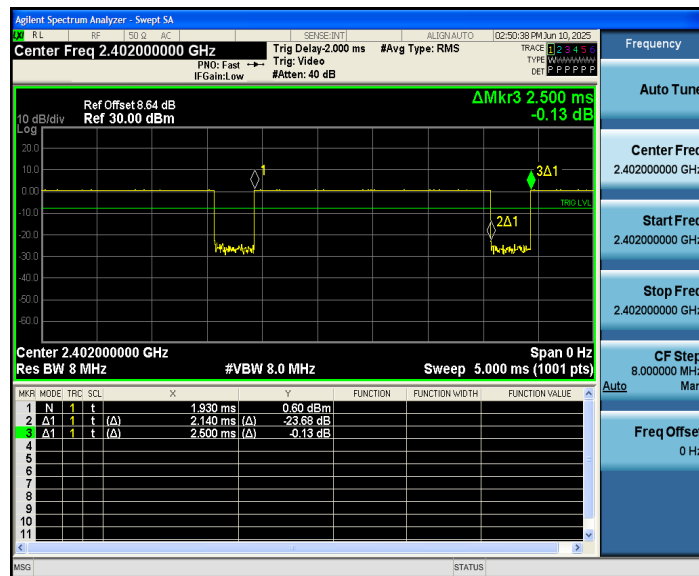 Agilent Spectrum Analyzer - Swept SA
LXI RL RF 50 Ω AC SENSE:INT ALIGNAUTO 02:50:38 PM Jun 10, 2025
Center Freq 2.402000000 GHz
Trig Delay-2.000 ms #Avg Type: RMS
TRACE 1 2 3 4 5 6
PNO: Fast Trig: Video
TYPE W
IFGain:Low #Atten: 40 dB
DET P P P P P P
Frequency
Auto Tune
Center Freq
2.402000000 GHz
Start Freq
2.402000000 GHz
Stop Freq
2.402000000 GHz
CF Step
8.000000 MHz
Auto Man
Freq Offset
0 Hz
ΔMkr3 2.500 ms
-0.13 dB
Ref Offset 8.64 dB
10 dB/div Ref 30.00 dBm
Log
20.0
10.0
0.00
-10.0
-20.0
-30.0
-40.0
-50.0
-60.0
1
3Δ1
TRIG LVL
2Δ1
Center 2.402000000 GHz Span 0 Hz
Res BW 8 MHz #VBW 8.0 MHz Sweep 5.000 ms (1001 pts)
MKR MODE TRC SCL X Y FUNCTION FUNCTION WIDTH FUNCTION VALUE
1 N 1 t 1.930 ms 0.60 dBm
2 Δ1 1 t (Δ) 2.140 ms (Δ) -23.68 dB
3 Δ1 1 t (Δ) 2.500 ms (Δ) -0.13 dB
4
5
6
7
8
9
10
11
MSG STATUS